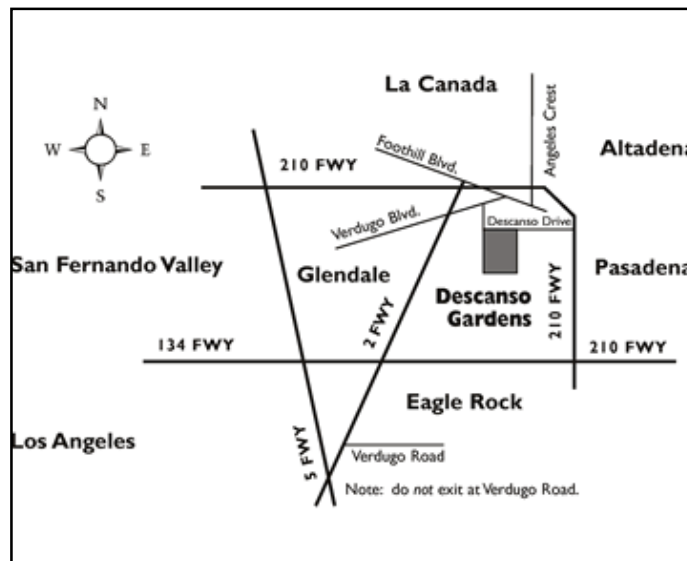 La Canada
Angeles Crest
N
W
E
S
Foothill Blvd.
Altadena
210 FWY
Verdugo Blvd.
Descanso Drive
San Fernando Valley
Glendale
Pasadena
Descanso
Gardens
2 FWY
210 FWY
134 FWY
210 FWY
Eagle Rock
Los Angeles
5 FWY
Verdugo Road
Note: do not exit at Verdugo Road.